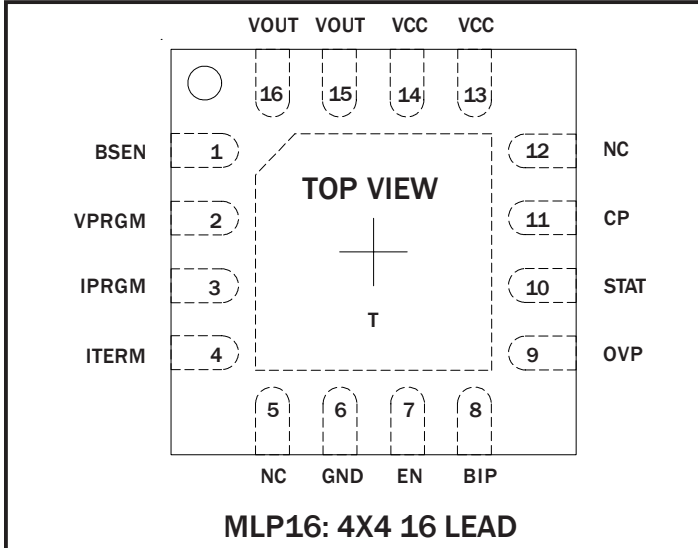 VOUT VOUT VCC VCC
16 15 14 13
BSEN 1 12 NC
TOP VIEW
VPRGM 2 11 CP
IPRGM 3 10 STAT
T
ITERM 4 9 OVP
5 6 7 8
NC GND EN BIP
MLP16: 4X4 16 LEAD